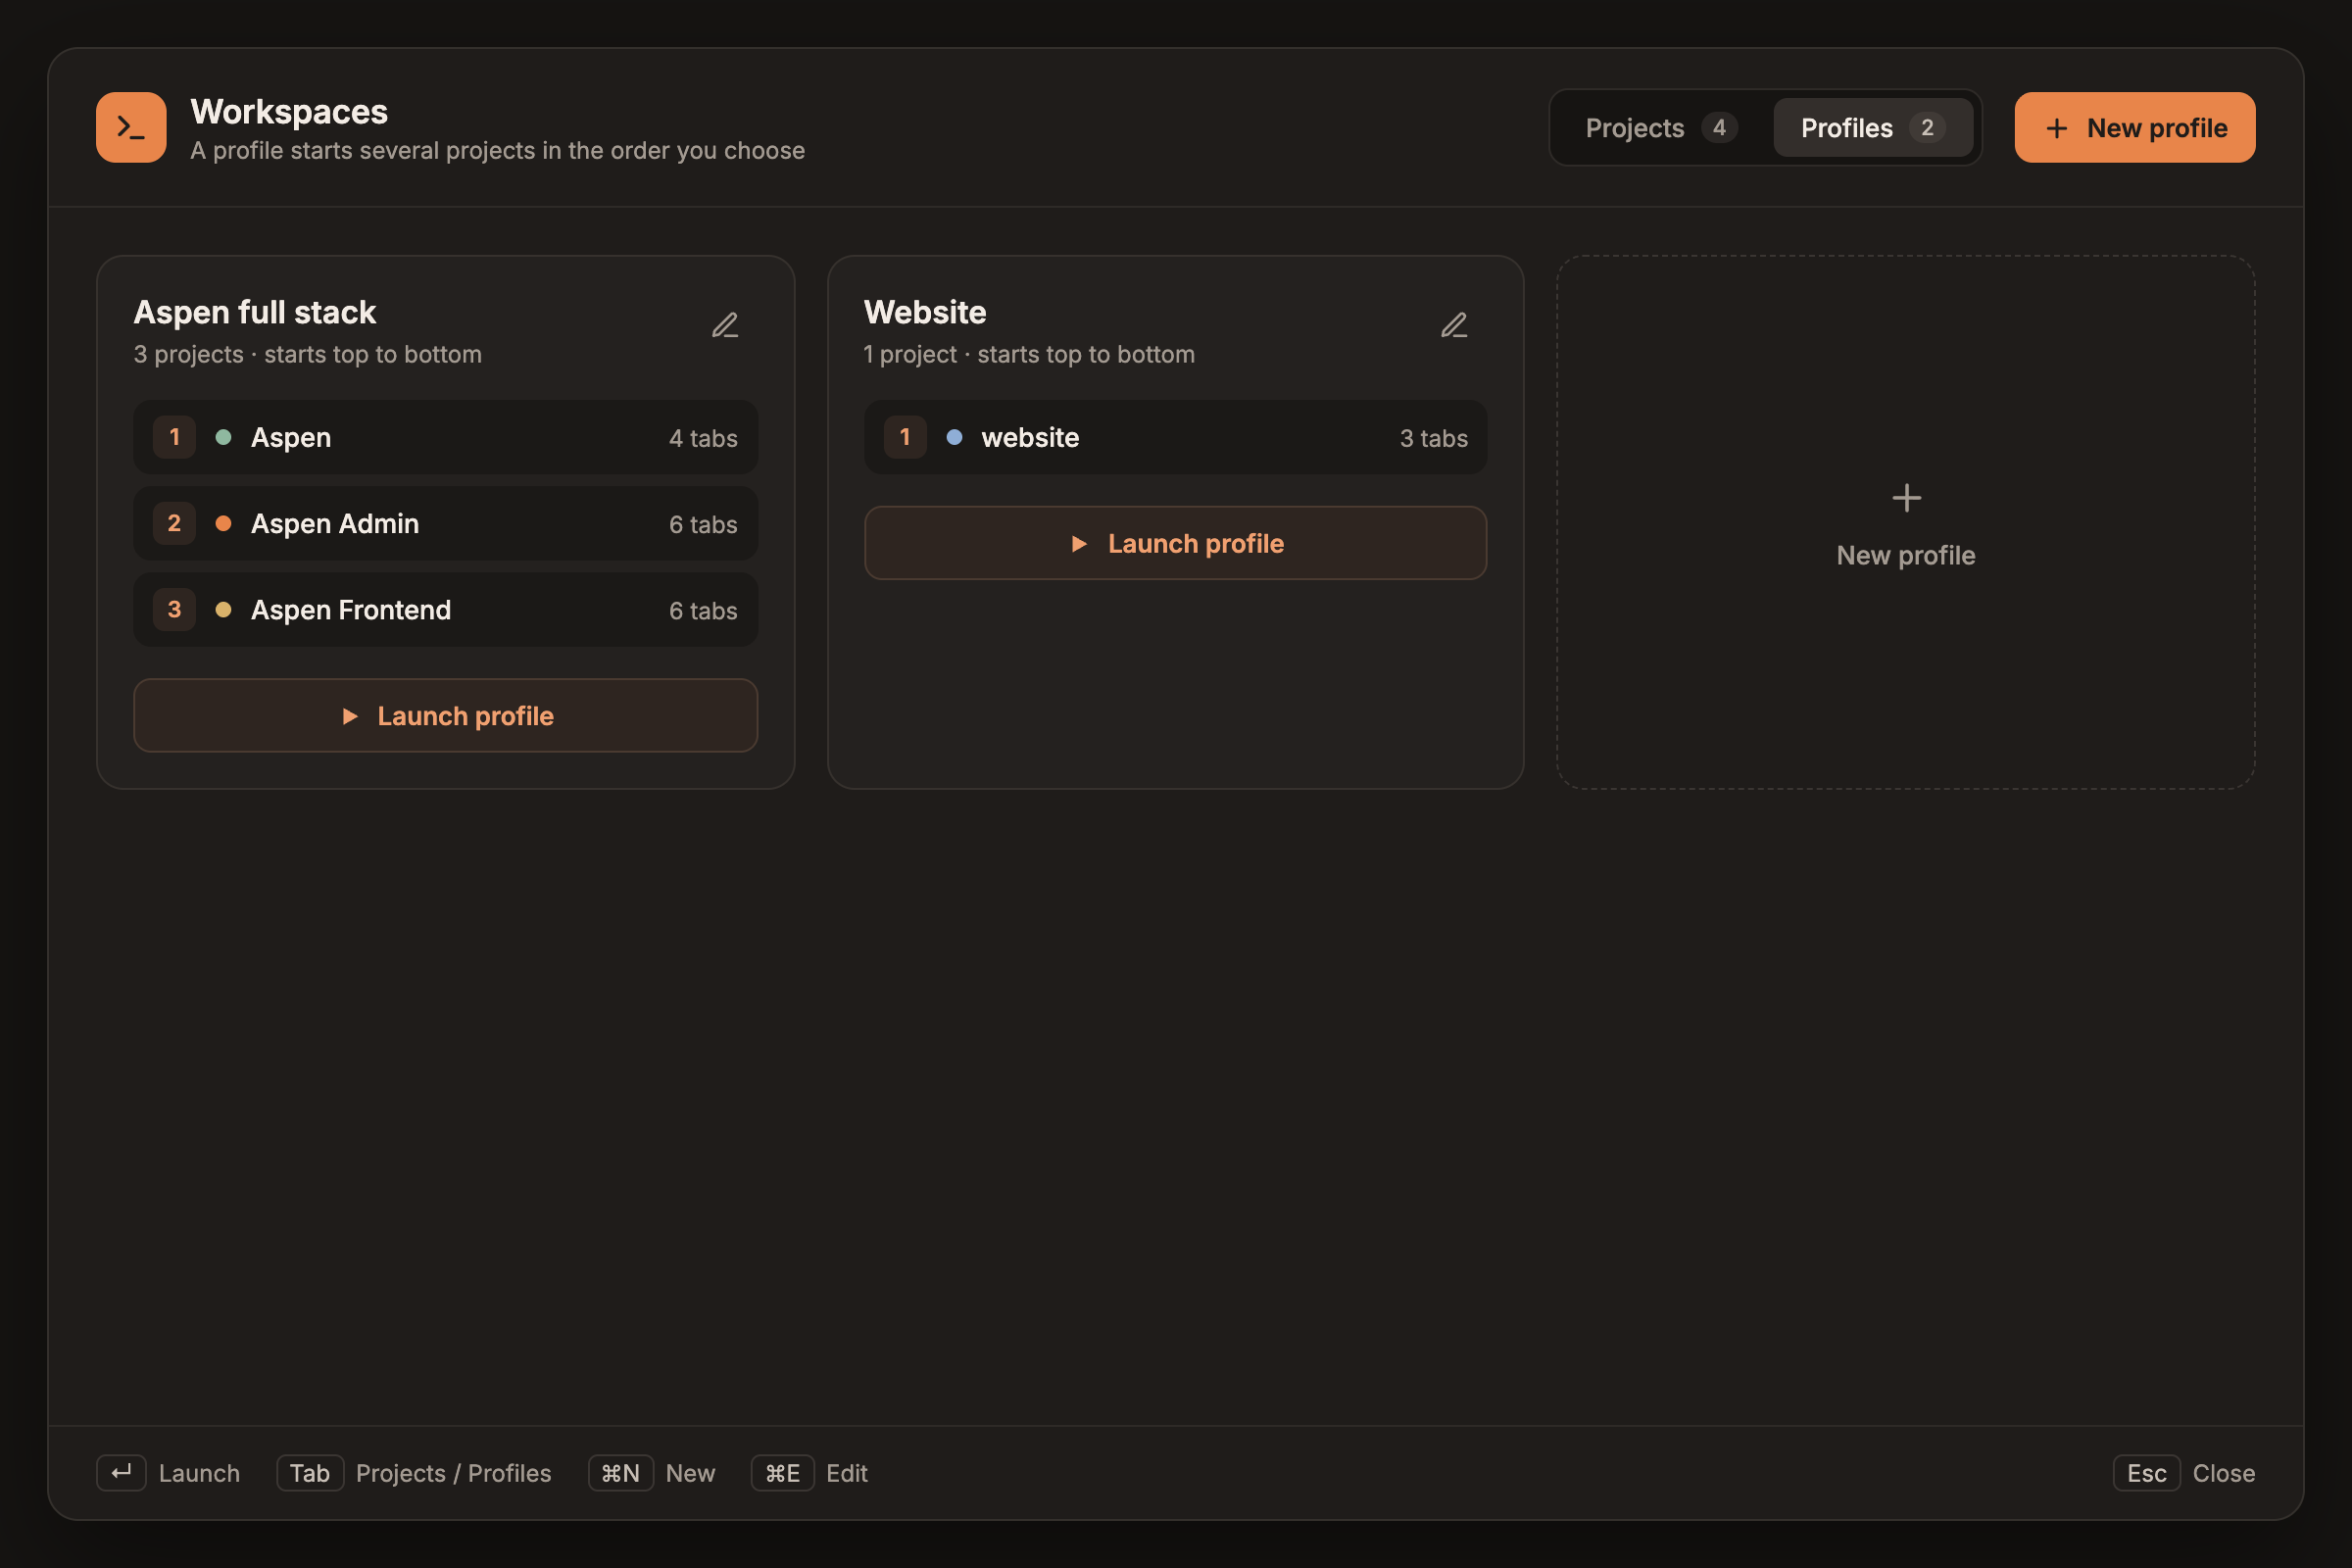 Workspaces
A profile starts several projects in the order you choose
Projects 4
Profiles 2
+ New profile
Aspen full stack
3 projects · starts top to bottom
1 Aspen 4 tabs
2 Aspen Admin 6 tabs
3 Aspen Frontend 6 tabs
Launch profile
Website
1 project · starts top to bottom
1 website 3 tabs
Launch profile
+
New profile
↵ Launch Tab Projects / Profiles ⌘N New ⌘E Edit Esc Close